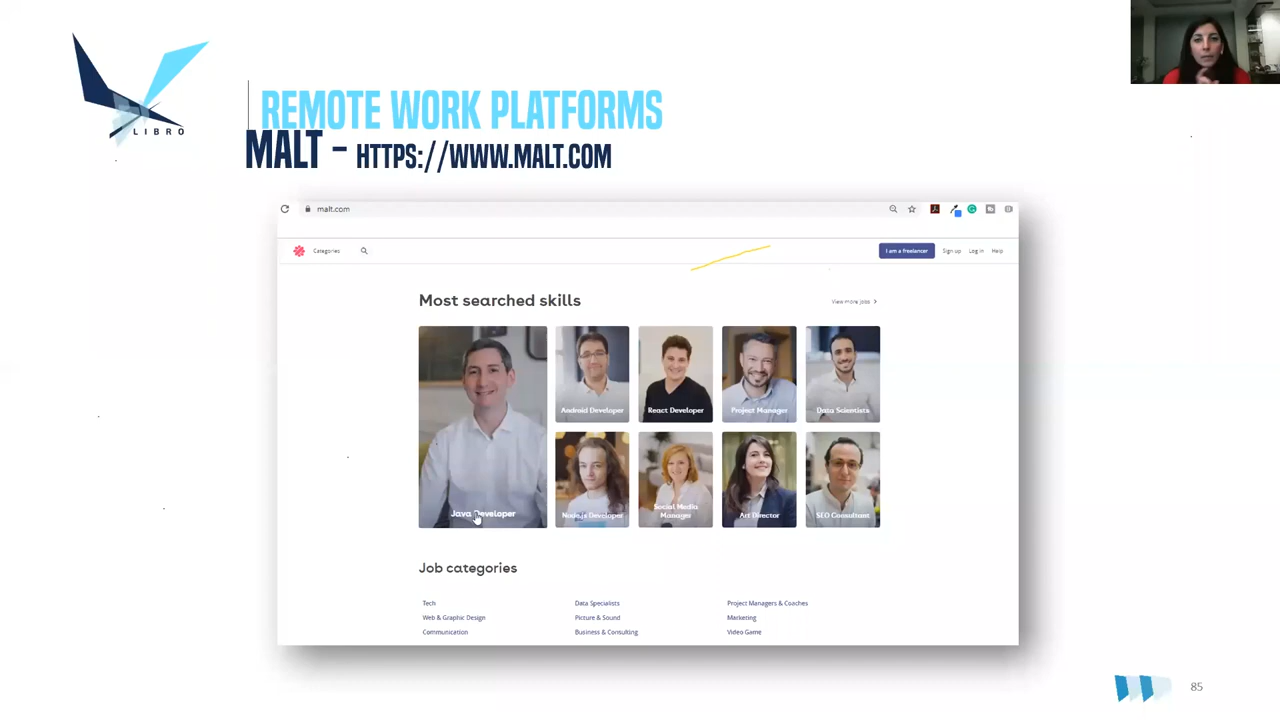 LIBRO
REMOTE WORK PLATFORMS
MALT - HTTPS://WWW.MALT.COM
malt.com
Categories
I am a freelancer
Sign up
Log in
Help
Most searched skills
View more jobs
Java Developer
Android Developer
React Developer
Project Manager
Data Scientists
Node.js Developer
Social Media
Manager
Art Director
SEO Consultant
Job categories
Tech
Data Specialists
Project Managers & Coaches
Web & Graphic Design
Picture & Sound
Marketing
Communication
Business & Consulting
Video Game
85